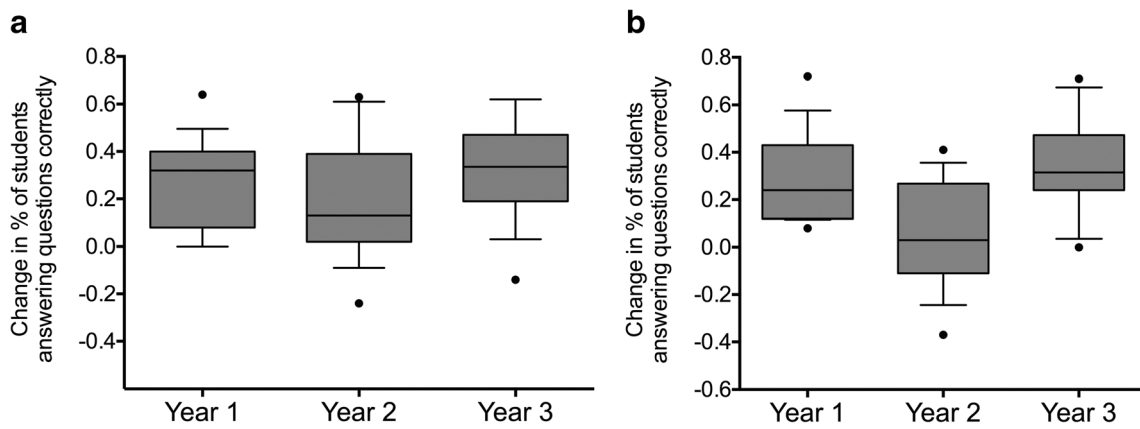 a
Change in % of students
answering questions correctly
0.8
0.6
0.4
0.2
0.0
-0.2
-0.4
Year 1 Year 2 Year 3
b
Change in % of students
answering questions correctly
0.8
0.6
0.4
0.2
0.0
-0.2
-0.4
-0.6
Year 1 Year 2 Year 3